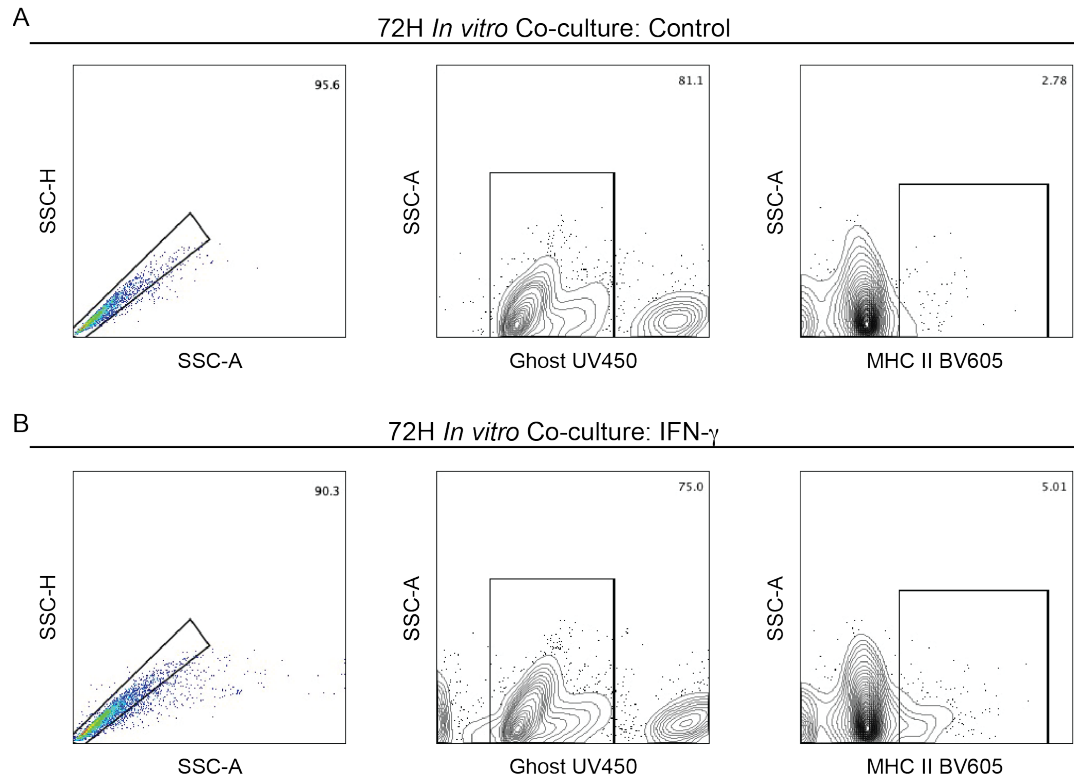 A
72H In vitro Co-culture: Control
95.6
81.1
2.78
SSC-H
SSC-A
SSC-A
SSC-A
Ghost UV450
MHC II BV605
B
72H In vitro Co-culture: IFN-γ
90.3
75.0
5.01
SSC-H
SSC-A
SSC-A
SSC-A
Ghost UV450
MHC II BV605